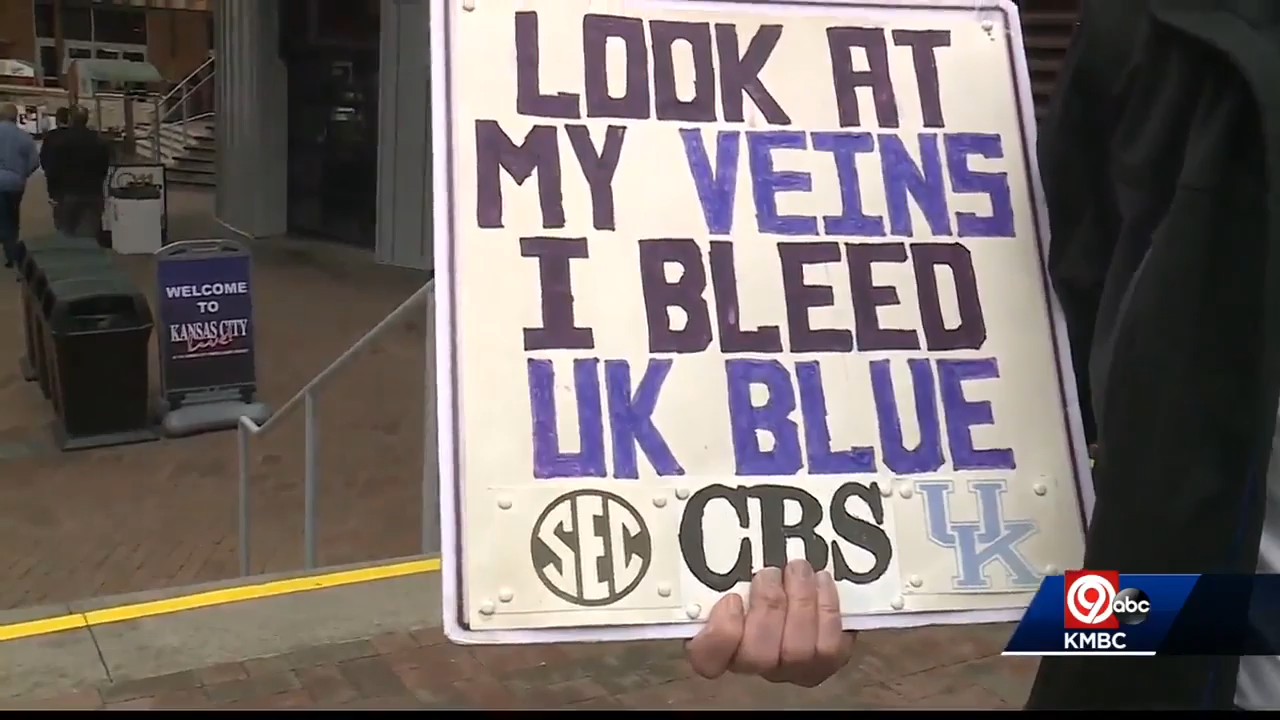 LOOK AT
MY VEINS
I BLEED
UK BLUE
SEC CBS UK
WELCOME
TO
KANSAS CITY
Live!
9 abc
KMBC